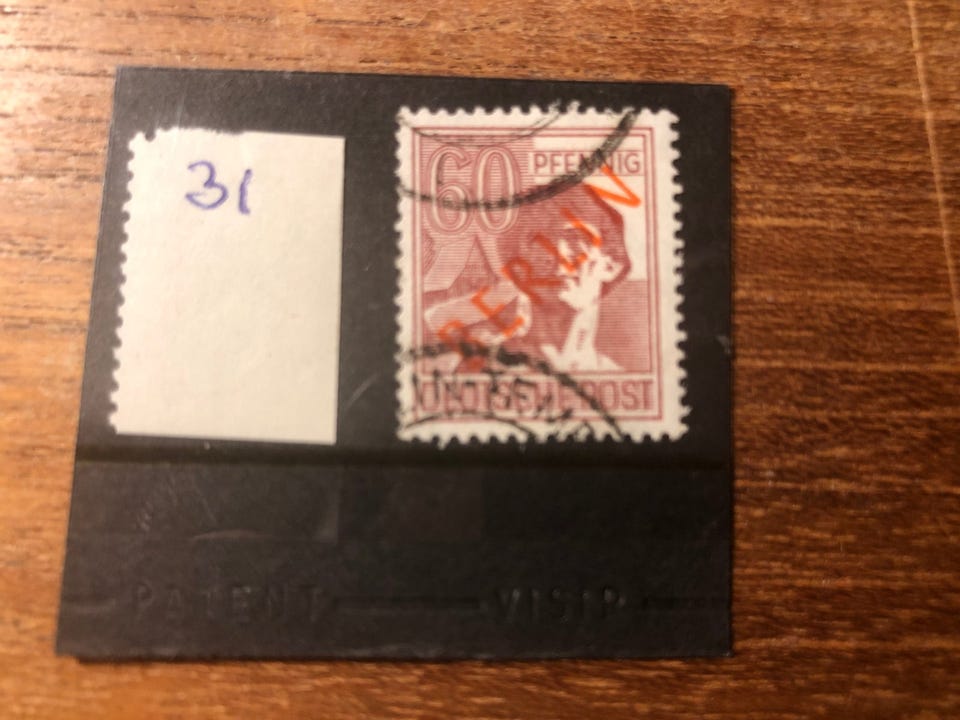 31
60 PFENNIG
BERLIN
DEUTSCHE POST
PATENT VISIR